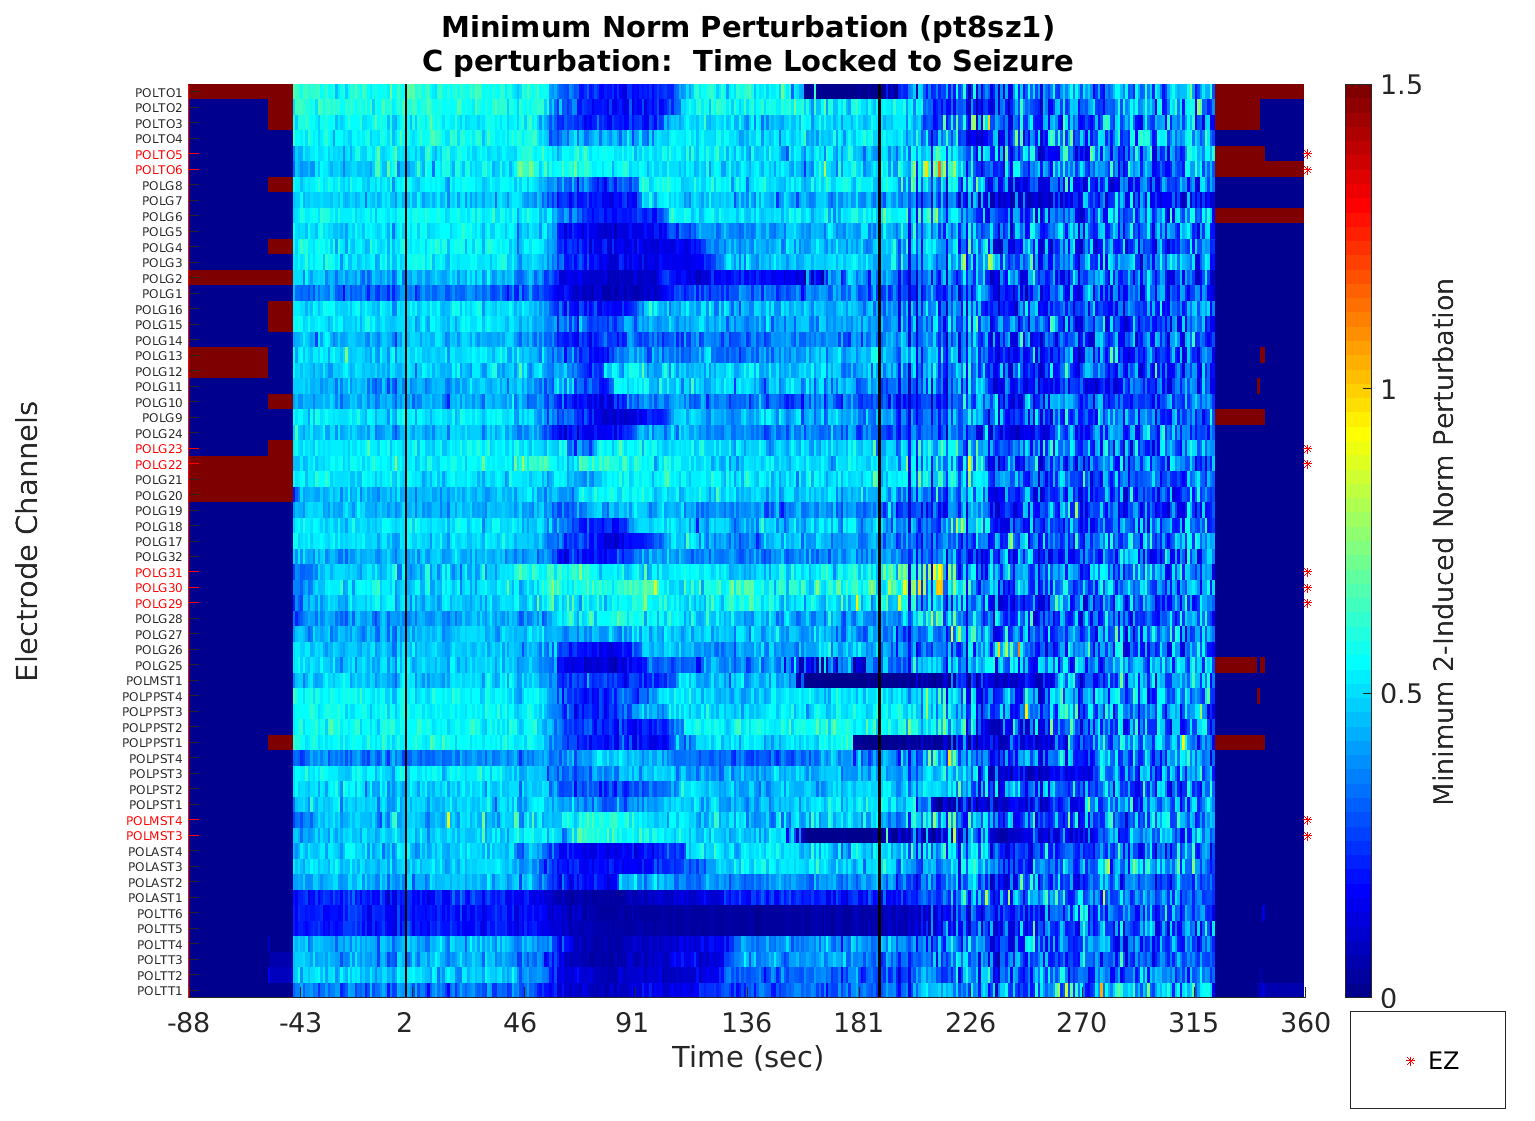 Minimum Norm Perturbation (pt8sz1)
C perturbation:  Time Locked to Seizure
Electrode Channels
POLTO1
POLTO2
POLTO3
POLTO4
POLTO5
POLTO6
POLG8
POLG7
POLG6
POLG5
POLG4
POLG3
POLG2
POLG1
POLG16
POLG15
POLG14
POLG13
POLG12
POLG11
POLG10
POLG9
POLG24
POLG23
POLG22
POLG21
POLG20
POLG19
POLG18
POLG17
POLG32
POLG31
POLG30
POLG29
POLG28
POLG27
POLG26
POLG25
POLMST1
POLPPST4
POLPPST3
POLPPST2
POLPPST1
POLPST4
POLPST3
POLPST2
POLPST1
POLMST4
POLMST3
POLAST4
POLAST3
POLAST2
POLAST1
POLTT6
POLTT5
POLTT4
POLTT3
POLTT2
POLTT1
-88 -43 2 46 91 136 181 226 270 315 360
Time (sec)
1.5
1
0.5
0
Minimum 2-Induced Norm Perturbation
EZ